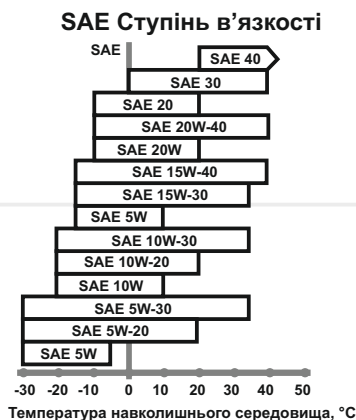 SAE Ступінь в’язкості
SAE
SAE 40
SAE 30
SAE 20
SAE 20W-40
SAE 20W
SAE 15W-40
SAE 15W-30
SAE 5W
SAE 10W-30
SAE 10W-20
SAE 10W
SAE 5W-30
SAE 5W-20
SAE 5W
-30 -20 -10 0 10 20 30 40 50
Температура навколишнього середовища, °C